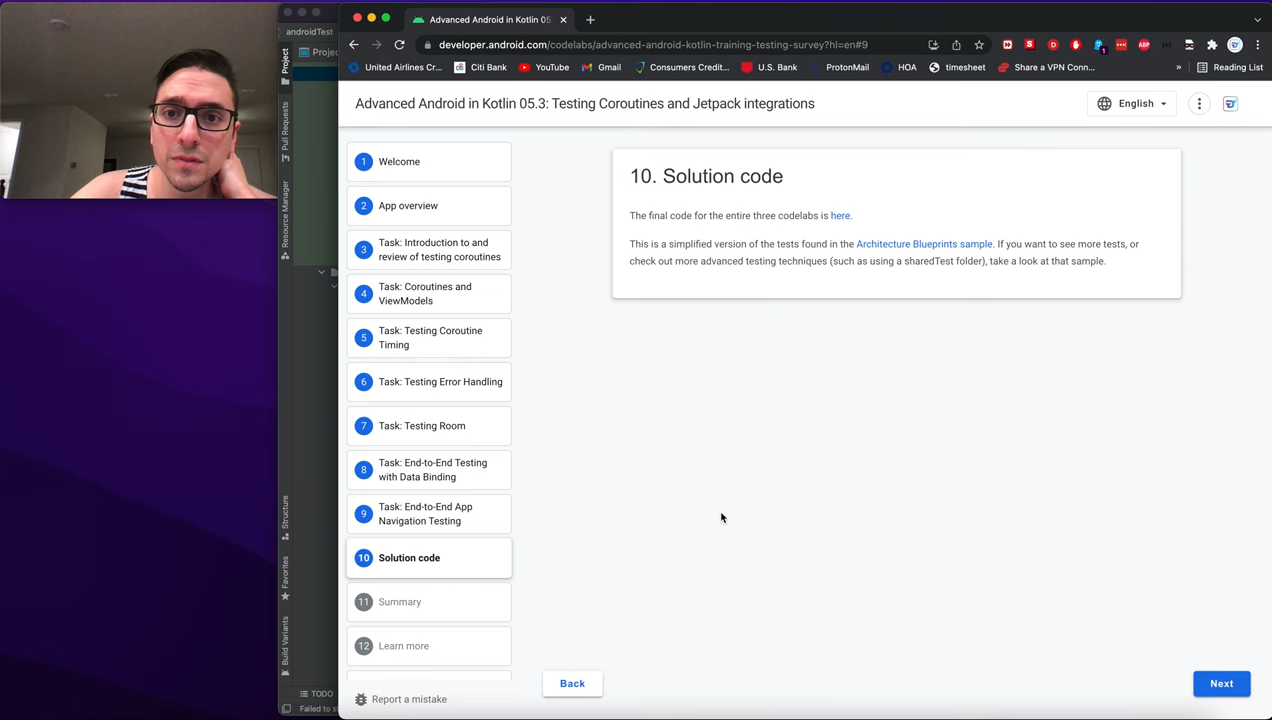 androidTest
Project
Project
Pull Requests
Resource Manager
Structure
Favorites
Build Variants
TODO
Failed to s
Advanced Android in Kotlin 05.
developer.android.com/codelabs/advanced-android-kotlin-training-testing-survey?hl=en#9
United Airlines Cr...
Citi Bank
YouTube
Gmail
Consumers Credit...
U.S. Bank
ProtonMail
HOA
timesheet
Share a VPN Conn...
»
Reading List
Advanced Android in Kotlin 05.3: Testing Coroutines and Jetpack integrations
English
1 Welcome
2 App overview
3 Task: Introduction to and
review of testing coroutines
4 Task: Coroutines and
ViewModels
5 Task: Testing Coroutine
Timing
6 Task: Testing Error Handling
7 Task: Testing Room
8 Task: End-to-End Testing
with Data Binding
9 Task: End-to-End App
Navigation Testing
10 Solution code
11 Summary
12 Learn more
Report a mistake
10. Solution code
The final code for the entire three codelabs is here.
This is a simplified version of the tests found in the Architecture Blueprints sample. If you want to see more tests, or
check out more advanced testing techniques (such as using a sharedTest folder), take a look at that sample.
Back
Next